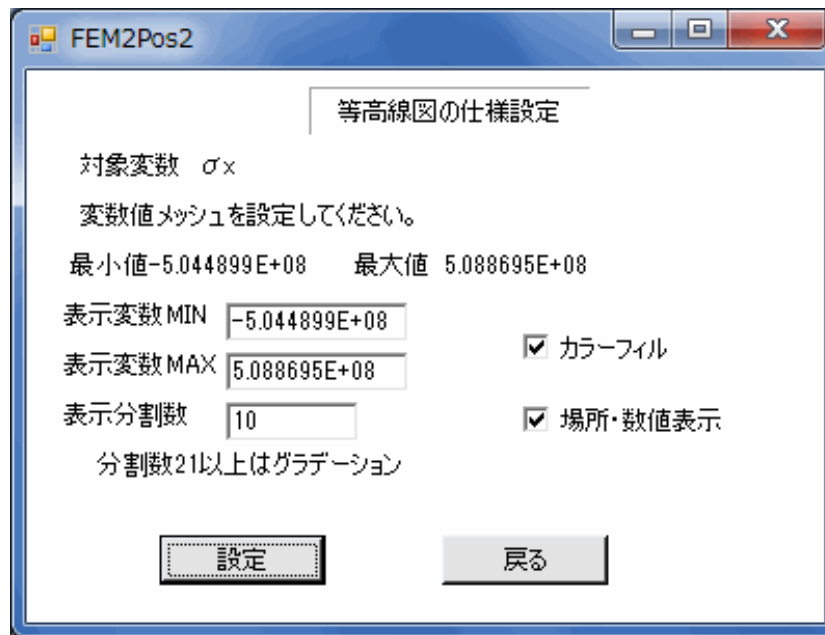 FEM2Pos2
等高線図の仕様設定
対象変数 σx
変数値メッシュを設定してください。
最小値-5.044899E+08 最大値 5.088695E+08
表示変数MIN -5.044899E+08
カラーフィル
表示変数MAX 5.088695E+08
表示分割数 10
場所・数値表示
分割数21以上はグラデーション
設定 戻る